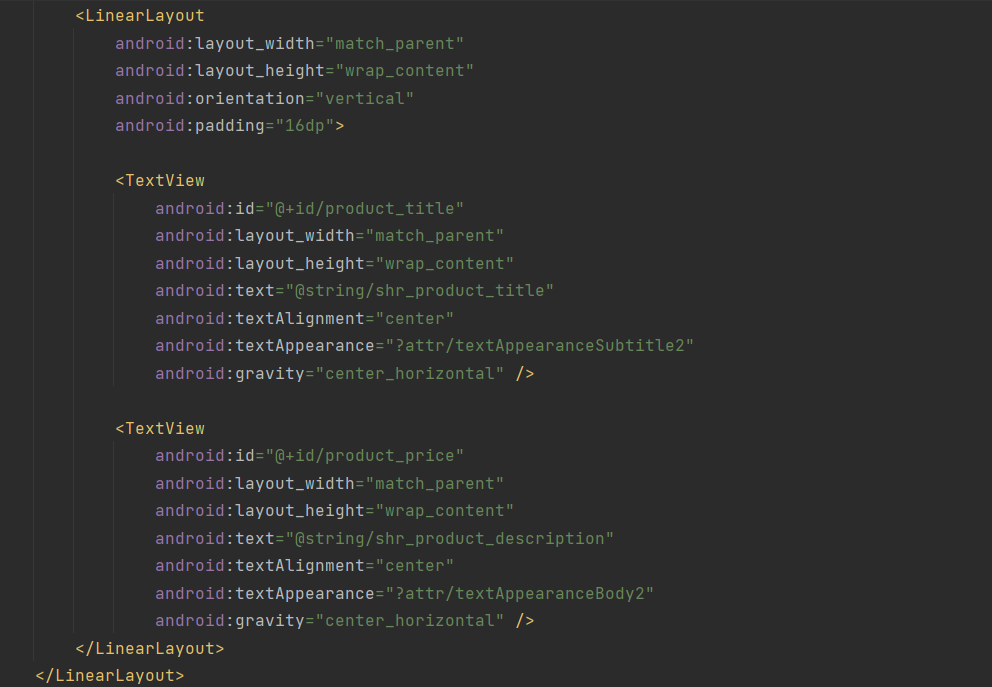 <LinearLayout
android:layout_width="match_parent"
android:layout_height="wrap_content"
android:orientation="vertical"
android:padding="16dp">
<TextView
android:id="@+id/product_title"
android:layout_width="match_parent"
android:layout_height="wrap_content"
android:text="@string/shr_product_title"
android:textAlignment="center"
android:textAppearance="?attr/textAppearanceSubtitle2"
android:gravity="center_horizontal" />
<TextView
android:id="@+id/product_price"
android:layout_width="match_parent"
android:layout_height="wrap_content"
android:text="@string/shr_product_description"
android:textAlignment="center"
android:textAppearance="?attr/textAppearanceBody2"
android:gravity="center_horizontal" />
</LinearLayout>
</LinearLayout>